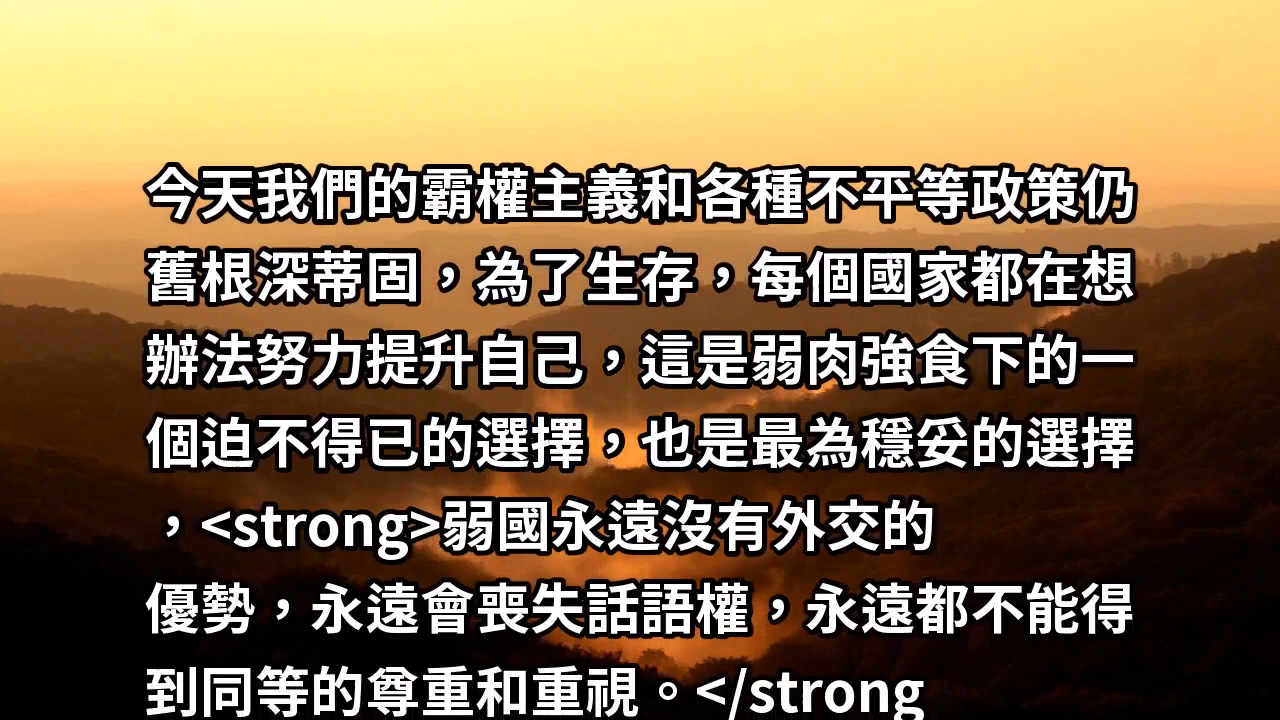 今天我們的霸權主義和各種不平等政策仍
舊根深蒂固，為了生存，每個國家都在想
辦法努力提升自己，這是弱肉強食下的一
個迫不得已的選擇，也是最為穩妥的選擇
，<strong>弱國永遠沒有外交的
優勢，永遠會喪失話語權，永遠都不能得
到同等的尊重和重視。</strong